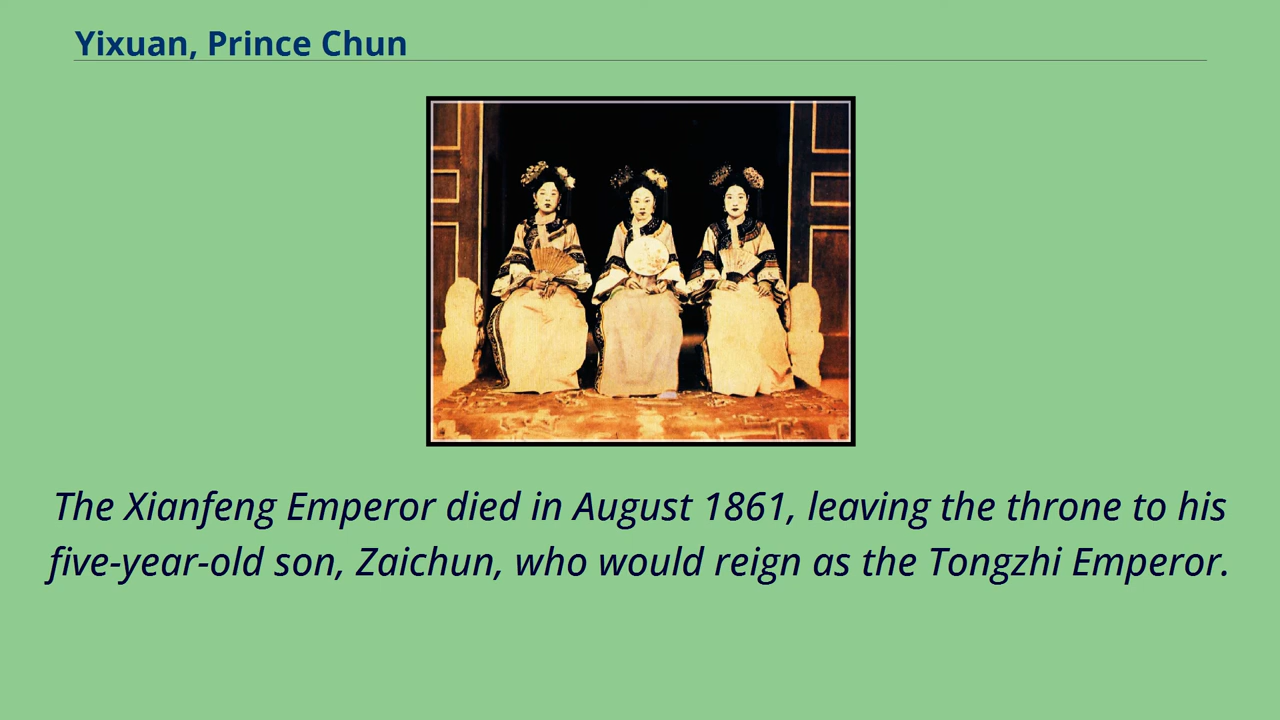 Yixuan, Prince Chun
The Xianfeng Emperor died in August 1861, leaving the throne to his
five-year-old son, Zaichun, who would reign as the Tongzhi Emperor.